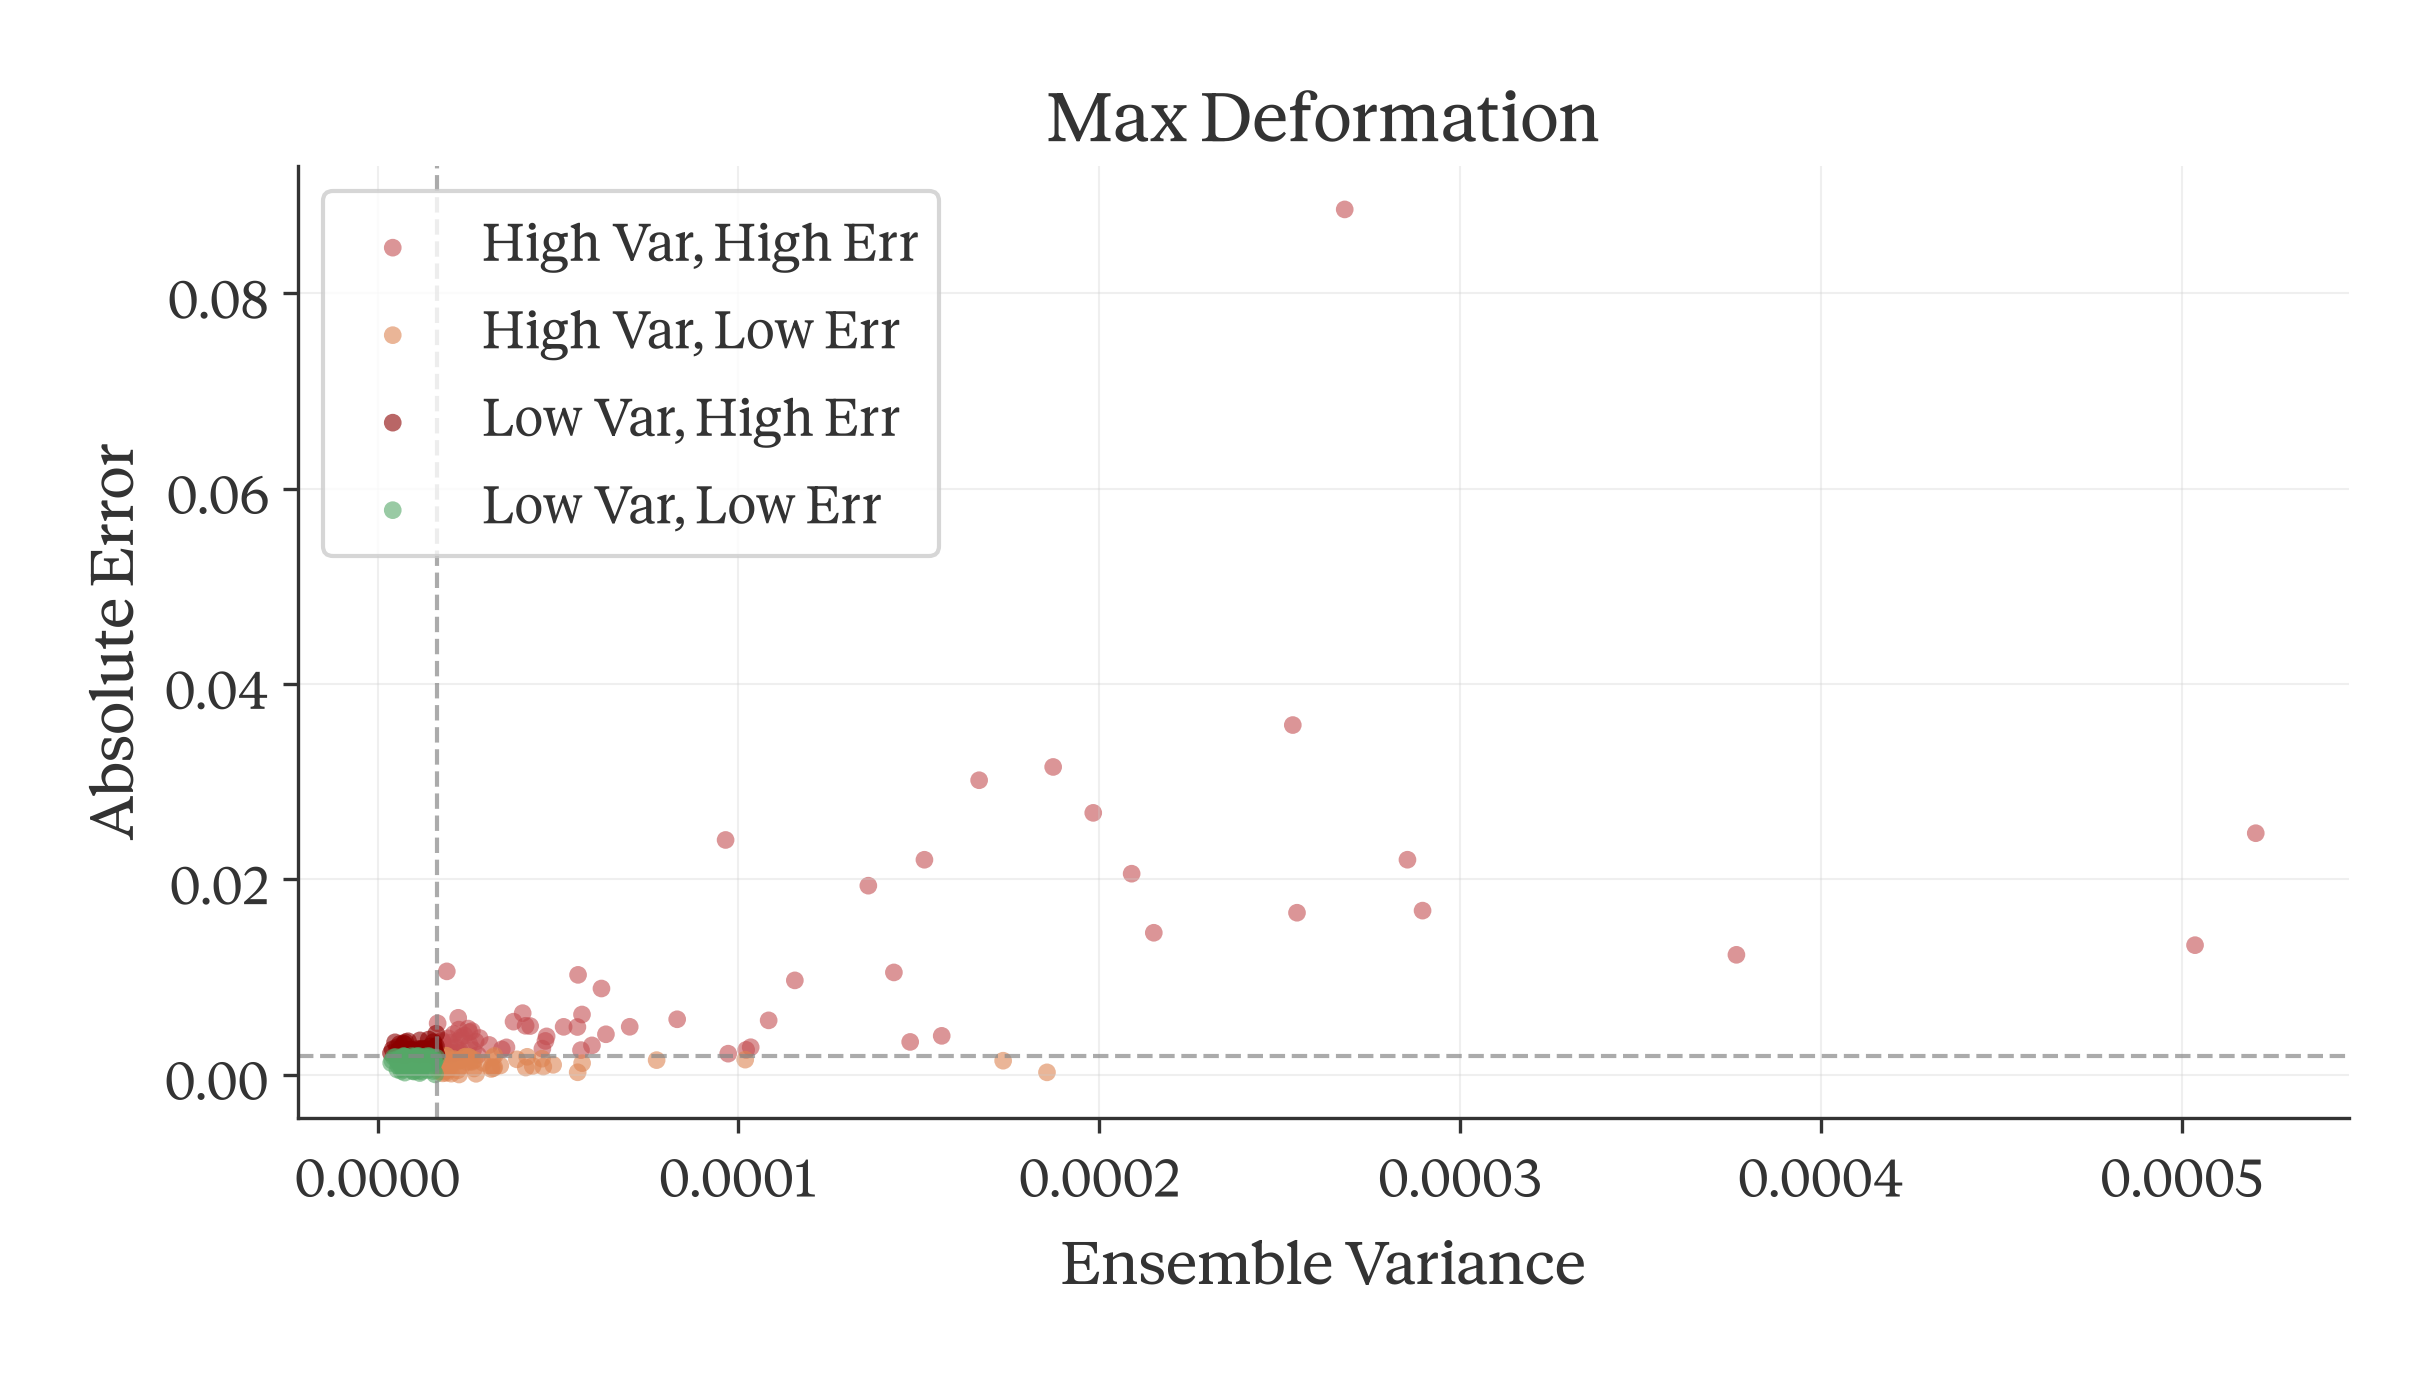 Max Deformation
High Var, High Err
High Var, Low Err
Low Var, High Err
Low Var, Low Err
Absolute Error
0.08
0.06
0.04
0.02
0.00
0.0000
0.0001
0.0002
0.0003
0.0004
0.0005
Ensemble Variance